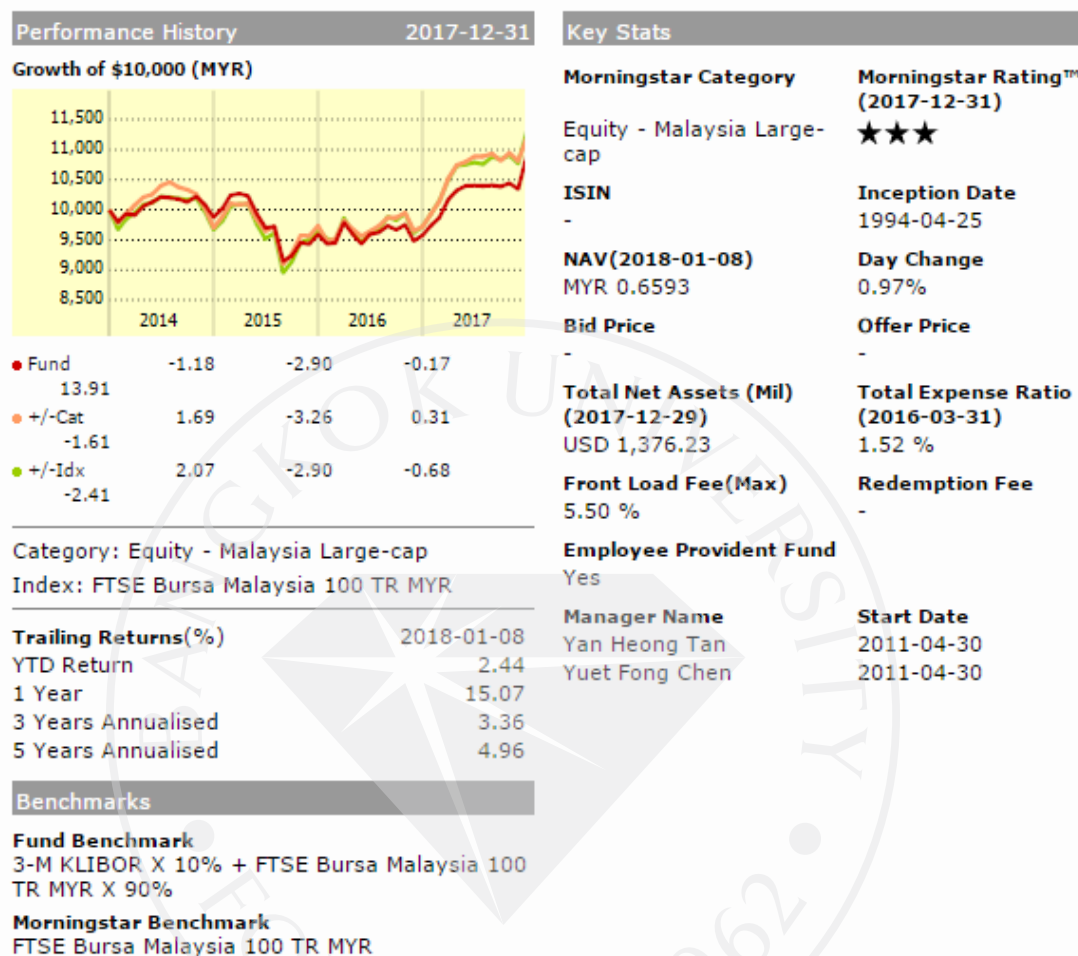 Performance History 2017-12-31
Growth of $10,000 (MYR)
11,500
11,000
10,500
10,000
9,500
9,000
8,500
2014 2015 2016 2017
Fund -1.18 -2.90 -0.17
13.91
+/-Cat 1.69 -3.26 0.31
-1.61
+/-Idx 2.07 -2.90 -0.68
-2.41
Category: Equity - Malaysia Large-cap
Index: FTSE Bursa Malaysia 100 TR MYR
Trailing Returns(%) 2018-01-08
YTD Return 2.44
1 Year 15.07
3 Years Annualised 3.36
5 Years Annualised 4.96
Benchmarks
Fund Benchmark
3-M KLIBOR X 10% + FTSE Bursa Malaysia 100
TR MYR X 90%
Morningstar Benchmark
FTSE Bursa Malaysia 100 TR MYR
Key Stats
Morningstar Category Morningstar Rating™
(2017-12-31)
Equity - Malaysia Large- ★★★
cap
ISIN Inception Date
- 1994-04-25
NAV(2018-01-08) Day Change
MYR 0.6593 0.97%
Bid Price Offer Price
- -
Total Net Assets (Mil) Total Expense Ratio
(2017-12-29) (2016-03-31)
USD 1,376.23 1.52 %
Front Load Fee(Max) Redemption Fee
5.50 % -
Employee Provident Fund
Yes
Manager Name Start Date
Yan Heong Tan 2011-04-30
Yuet Fong Chen 2011-04-30
BANGKOK UNIVERSITY